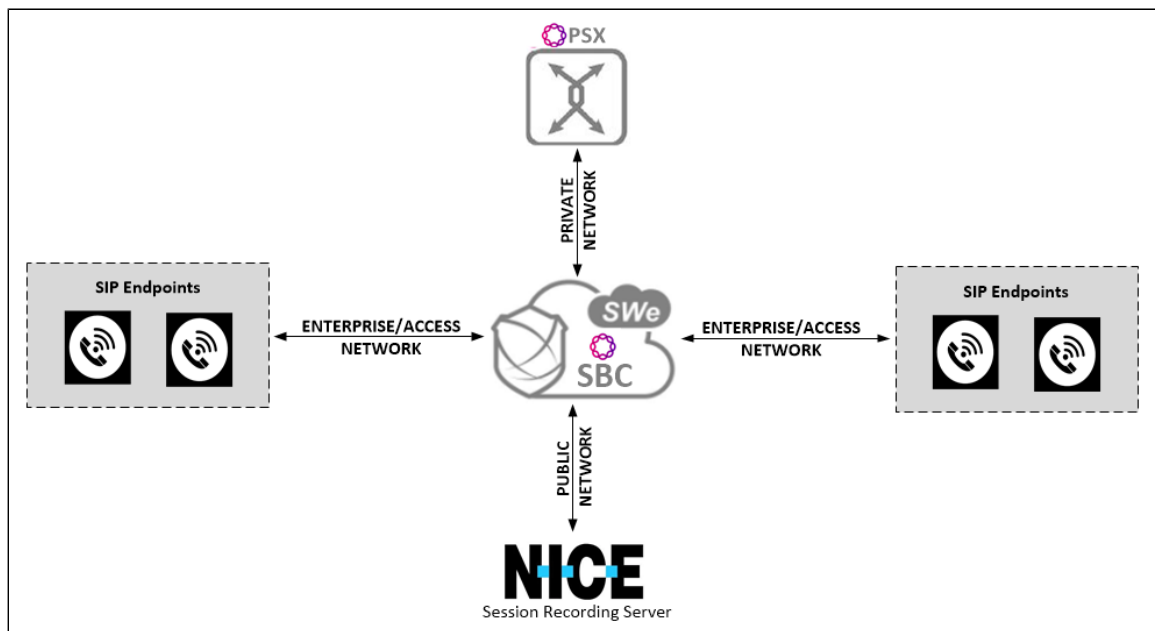 PSX
PRIVATE
NETWORK
SIP Endpoints
ENTERPRISE/ACCESS
NETWORK
SWe
SBC
ENTERPRISE/ACCESS
NETWORK
SIP Endpoints
PUBLIC
NETWORK
NICE
Session Recording Server